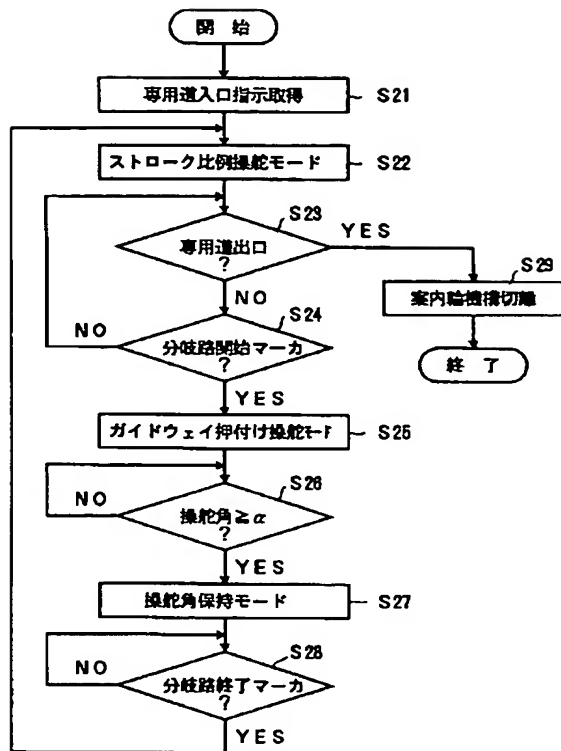 開 始
専用道入口指示取得
S21
ストローク比例操舵モード
S22
S23
専用道出口
?
YES
NO
S29
案内輪機構切離
終 了
S24
分岐路開始マーカ
?
NO
YES
ガイドウェイ押付け操舵モード
S25
S26
操舵角≧α
?
NO
YES
操舵角保持モード
S27
S28
分岐路終了マーカ
?
NO
YES